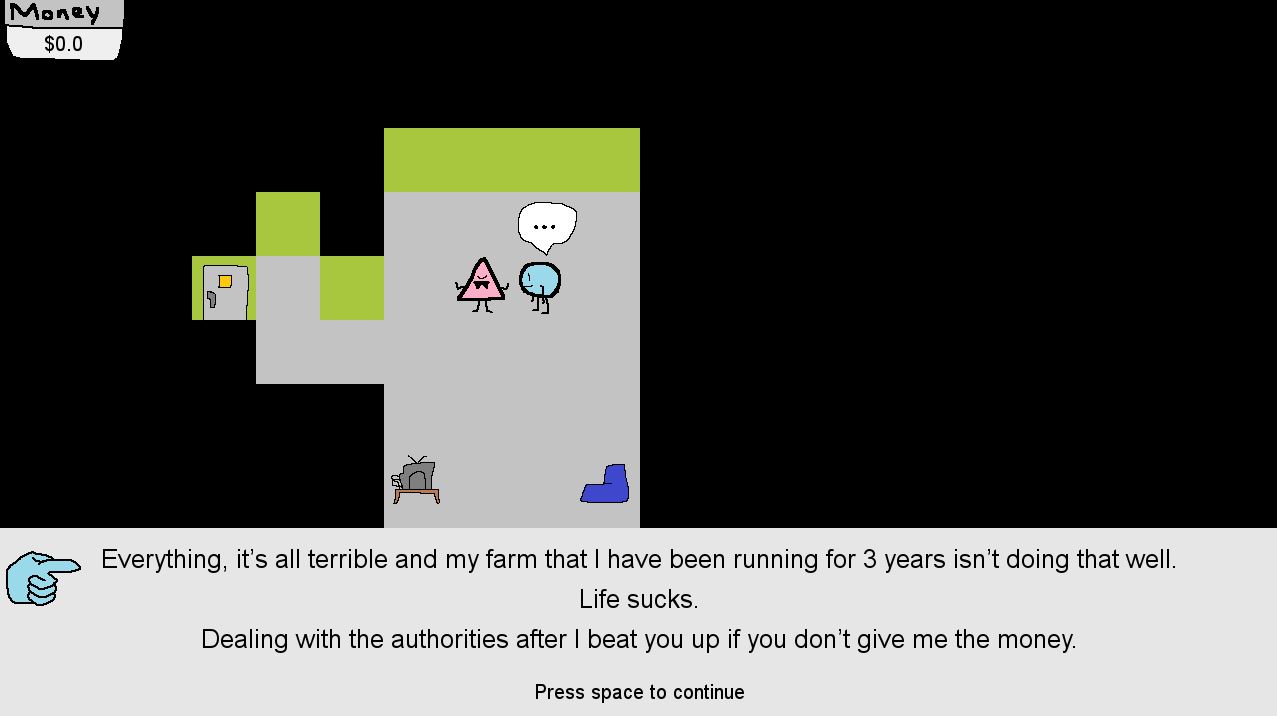 Money
$0.0
...
Everything, it's all terrible and my farm that I have been running for 3 years isn't doing that well.
Life sucks.
Dealing with the authorities after I beat you up if you don't give me the money.
Press space to continue